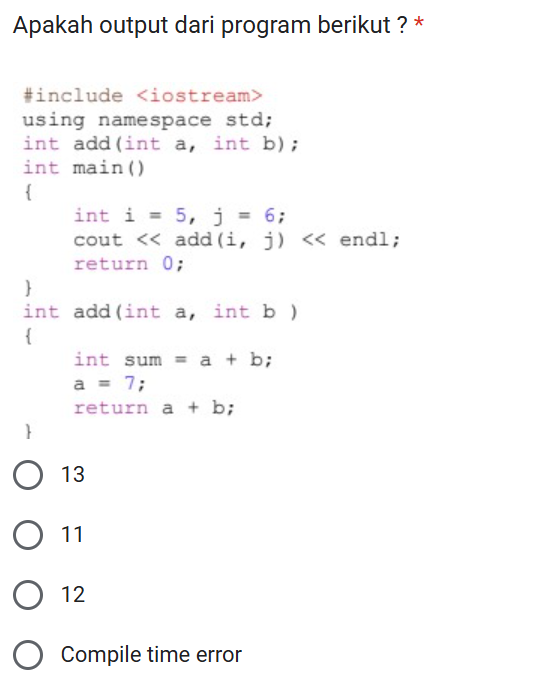 Apakah output dari program berikut ? *
#include <iostream>
using namespace std;
int add(int a, int b);
int main()
{
int i = 5, j = 6;
cout << add(i, j) << endl;
return 0;
}
int add(int a, int b )
{
int sum = a + b;
a = 7;
return a + b;
}
13
11
12
Compile time error